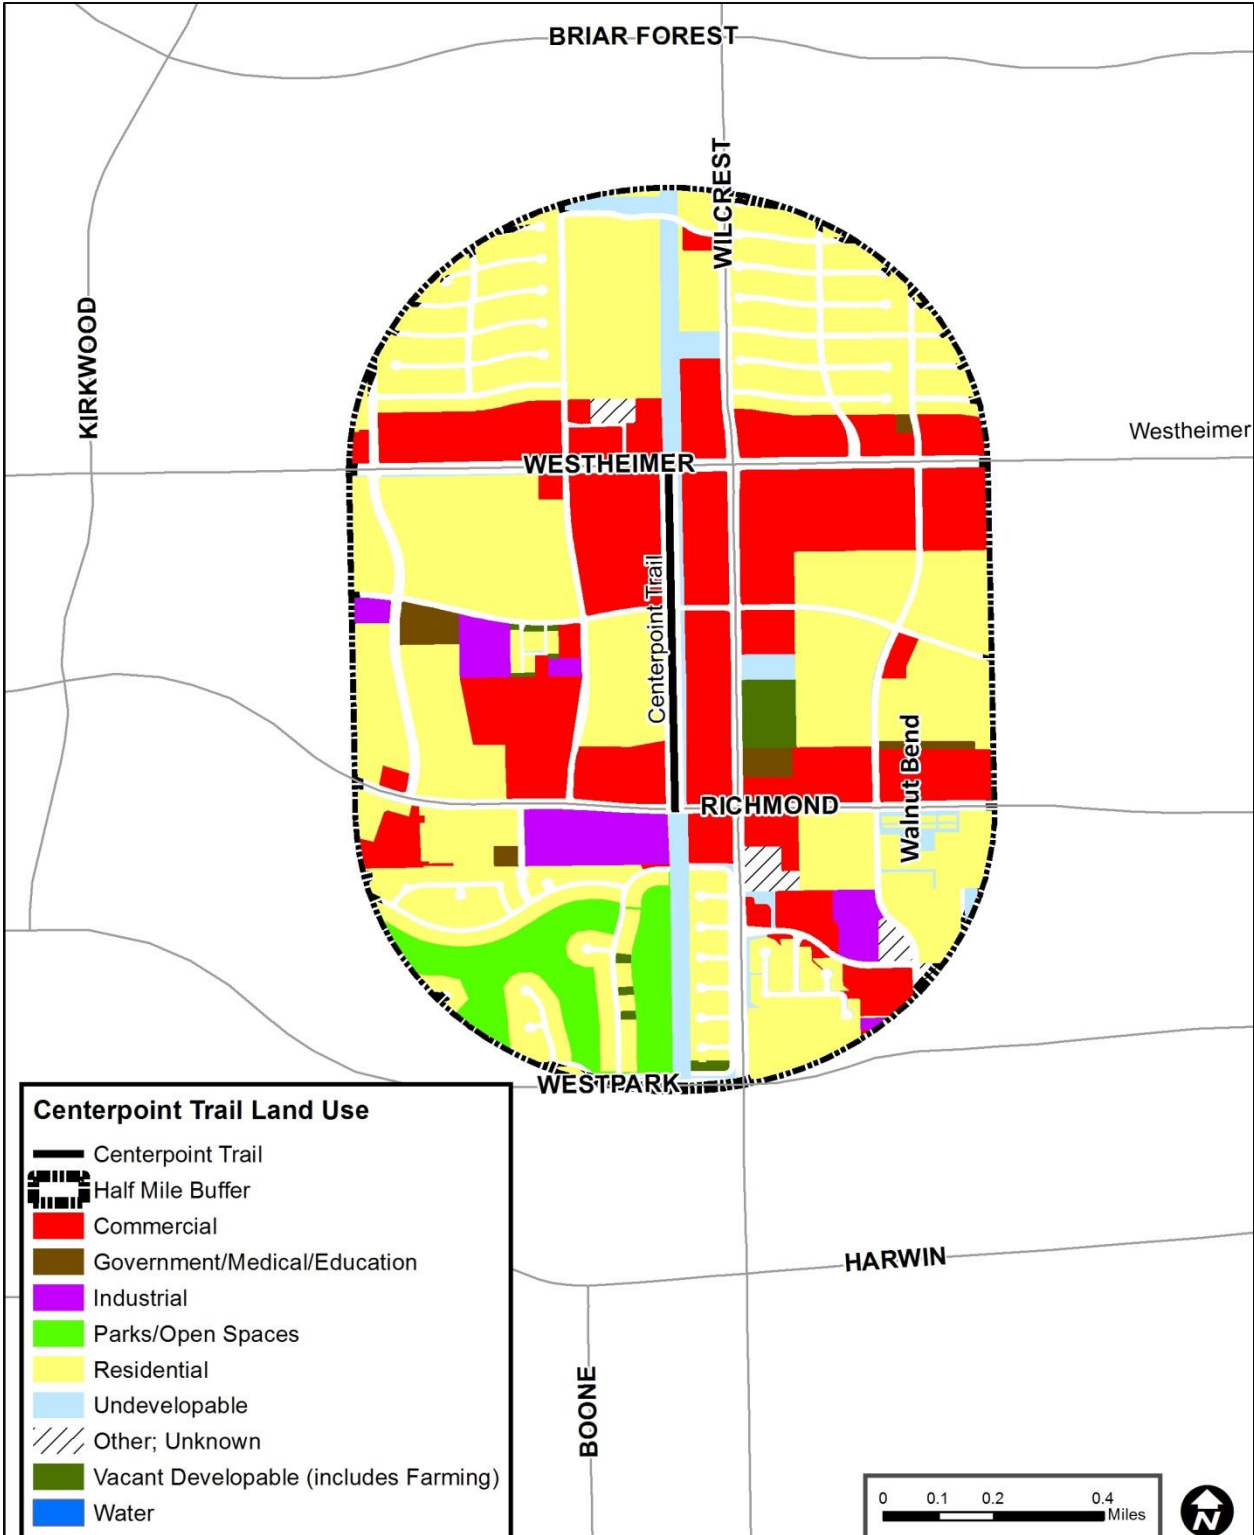 BRIAR FOREST
WILCREST
KIRKWOOD
Westheimer
WESTHEIMER
Centerpoint Trail
Walnut Bend
RICHMOND
WESTPARK
HARWIN
BOONE
Centerpoint Trail Land Use
Centerpoint Trail
Half Mile Buffer
Commercial
Government/Medical/Education
Industrial
Parks/Open Spaces
Residential
Undevelopable
Other; Unknown
Vacant Developable (includes Farming)
Water
0 0.1 0.2 0.4
Miles
N